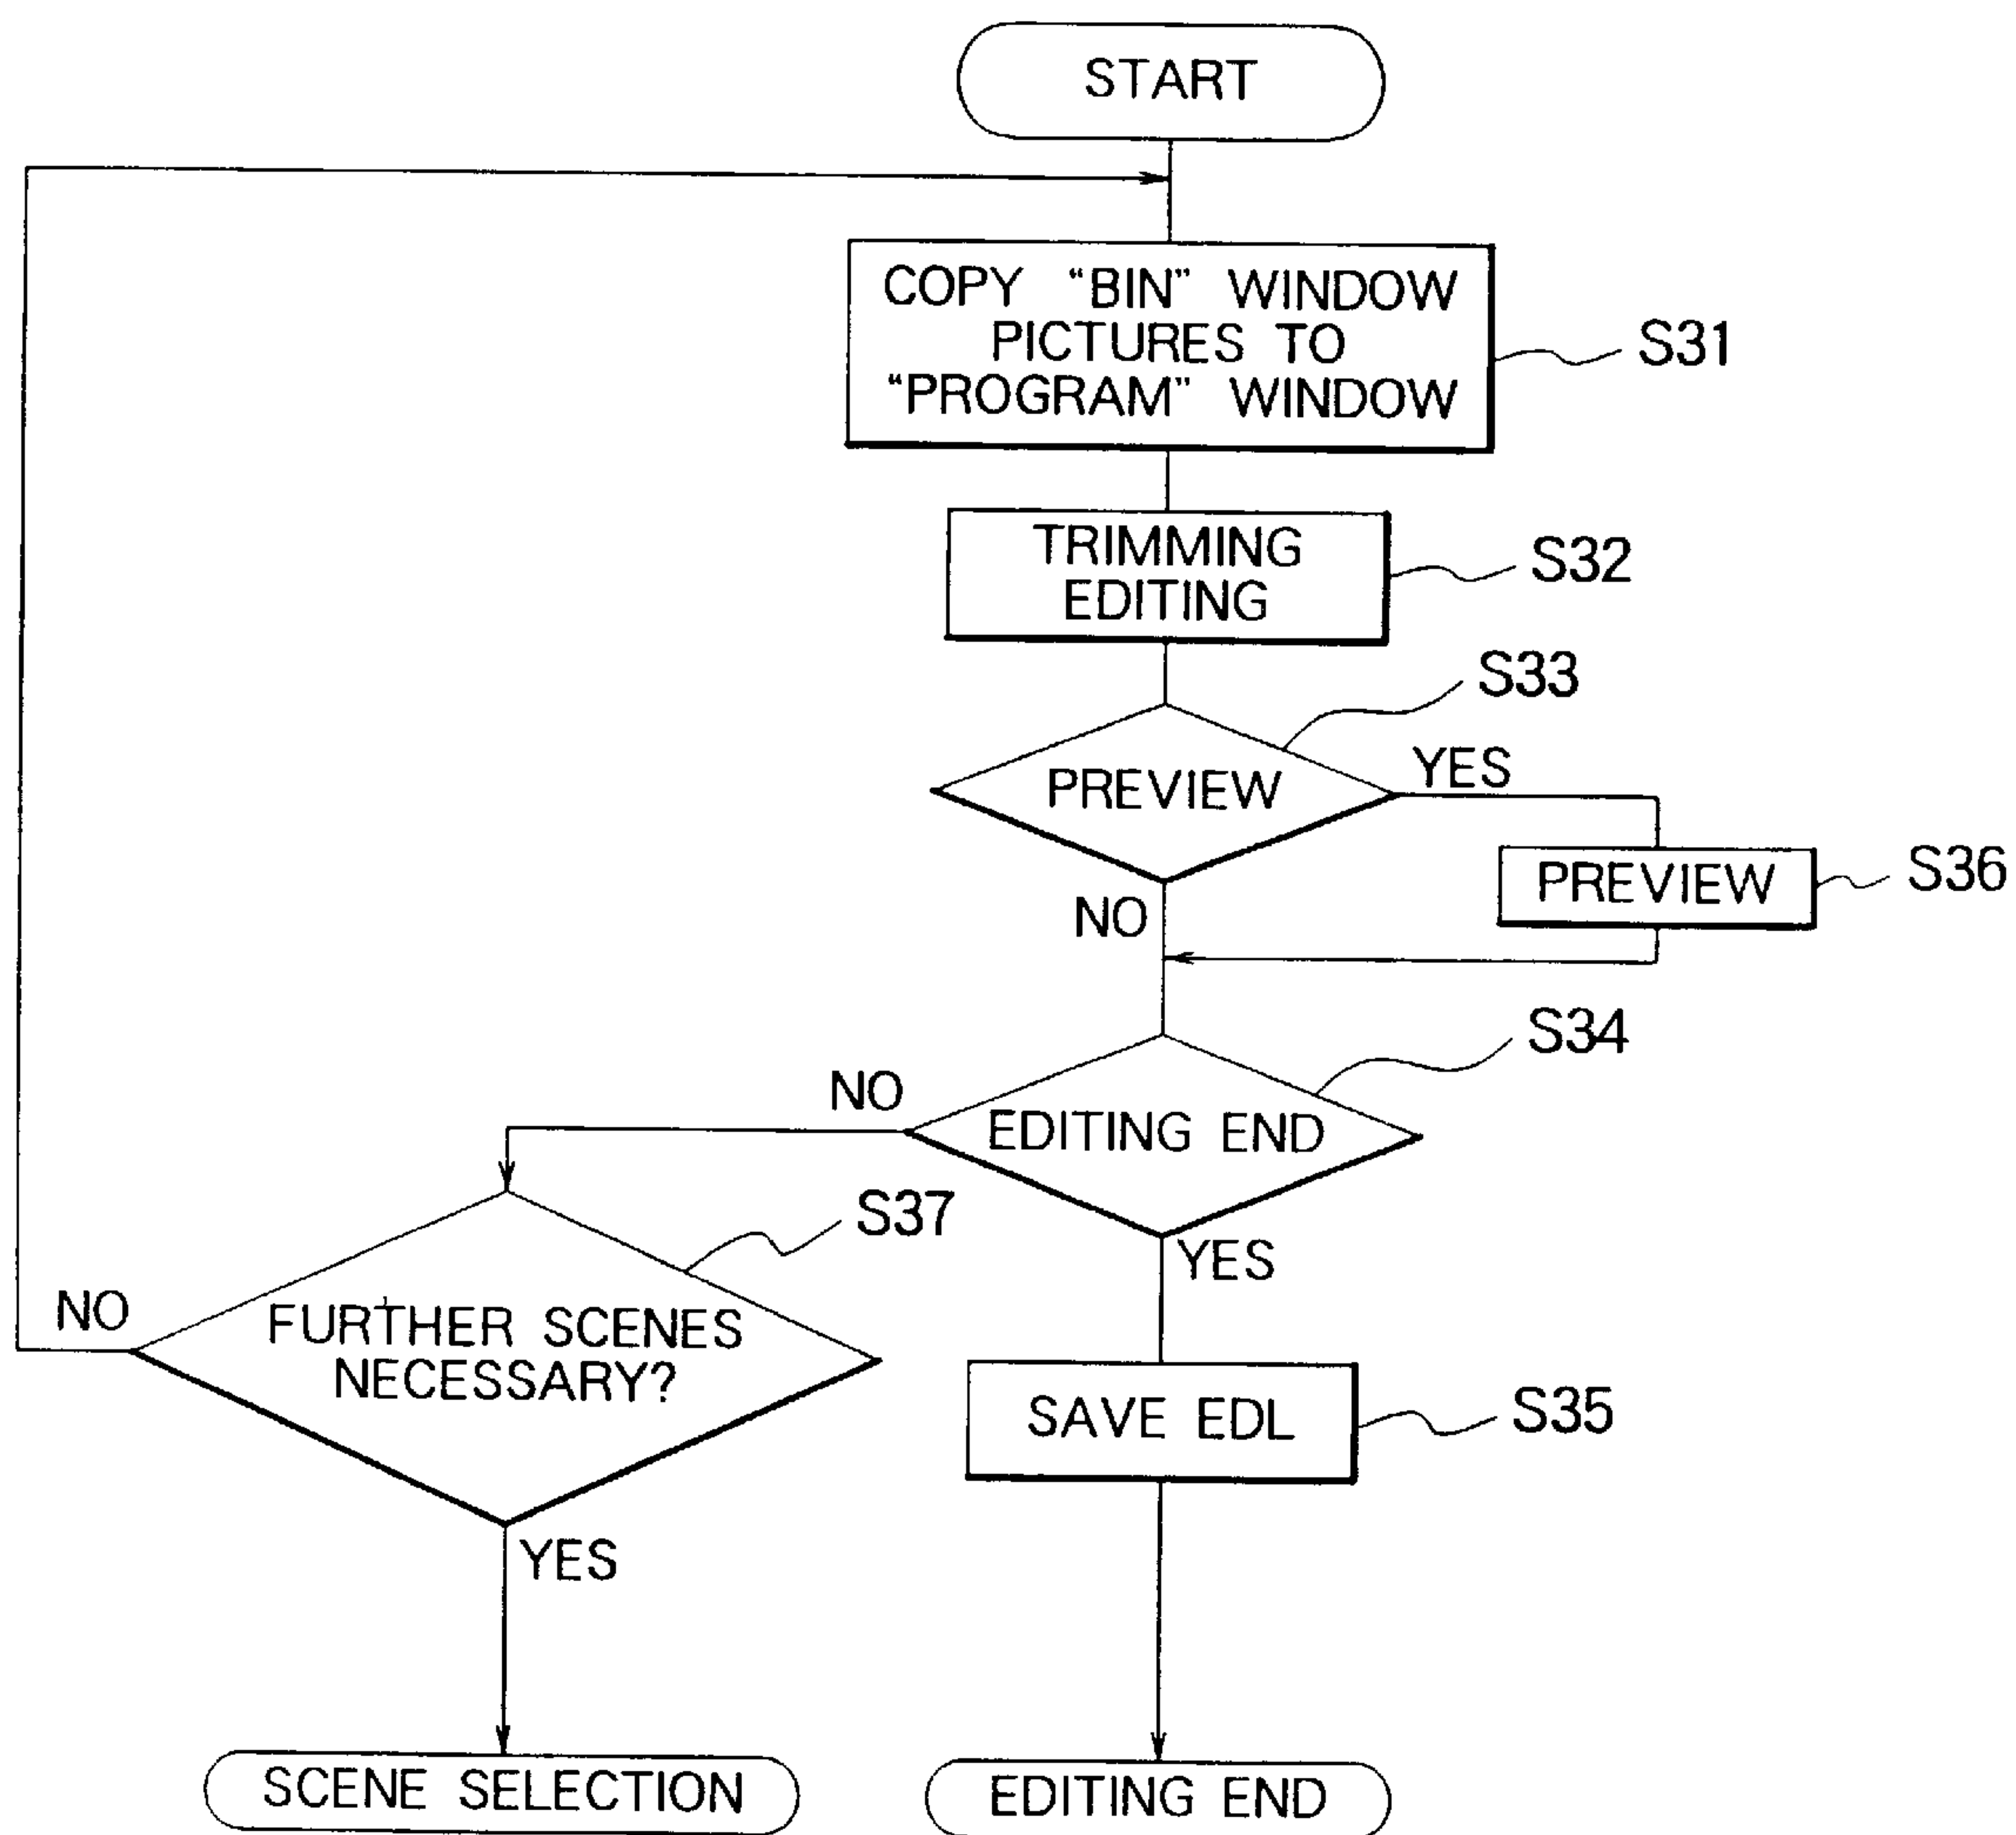 START
COPY “BIN” WINDOW
PICTURES TO
“PROGRAM” WINDOW
S31
TRIMMING
EDITING
S32
S33
PREVIEW
YES
PREVIEW
S36
NO
S34
NO
EDITING END
S37
YES
NO
FURTHER SCENES
NECESSARY?
SAVE EDL
S35
YES
SCENE SELECTION
EDITING END